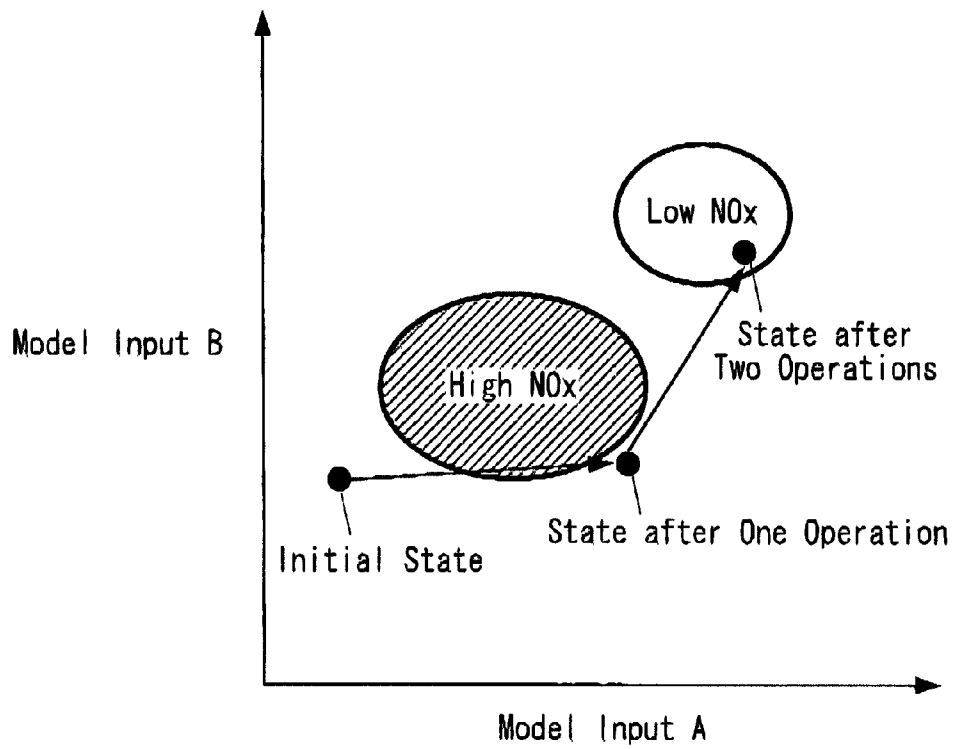 Low NOx
Model Input B
State after
Two Operations
High NOx
State after One Operation
Initial State
Model Input A